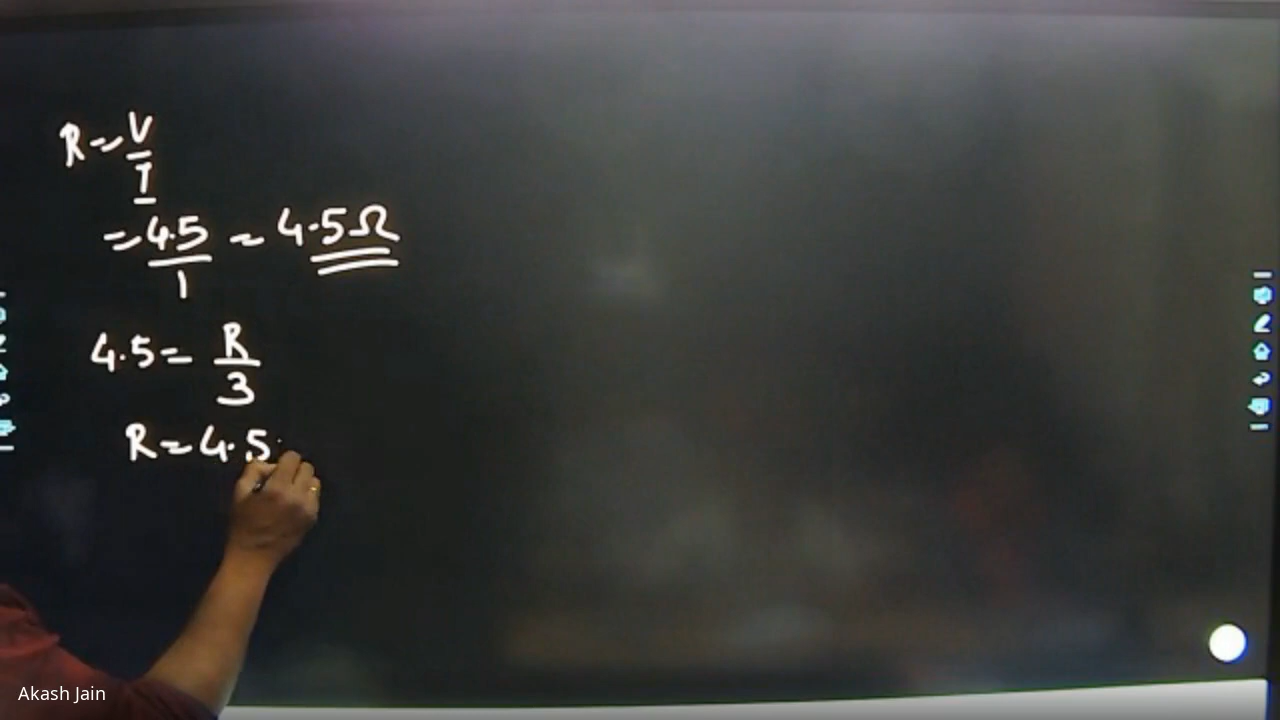 R = V/I
= 4.5/1 = 4.5Ω
4.5 = R/3
R = 4.5
Akash Jain